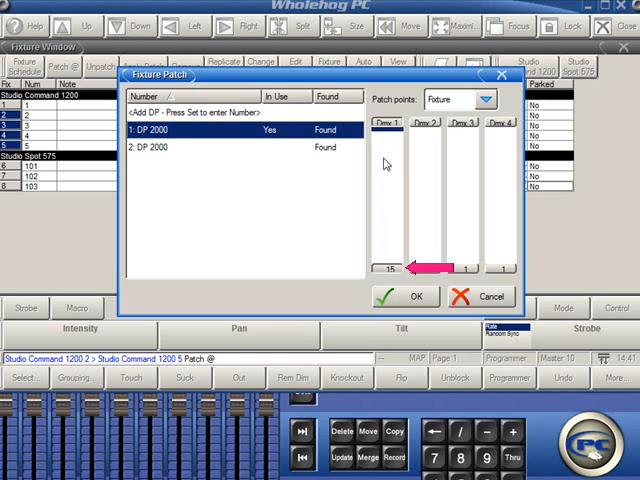 Wholehog PC
Help Up Down Left Right Split Size Move Maximi... Focus Lock Close
Fixture Window
Fixture Schedule Patch @ Unpatch Replicate Change Edit Fixture Auto View Studio Command 1200 Studio Spot 575
Fix Num Note Parked
Studio Command 1200
1 1 No
2 2 No
3 3 No
4 4 No
5 5 No
Studio Spot 575
6 101 No
7 102 No
8 103 No
Fixture Patch
Number In Use Found
<Add DP - Press Set to enter Number>
1: DP 2000 Yes Found
2: DP 2000 Found
Patch points: Fixture
Dmx 1 Dmx 2 Dmx 3 Dmx 4
15 1 1
OK Cancel
Strobe Macro Mode Control
Intensity Pan Tilt Rate Strobe
Random Sync
Studio Command 1200 2 > Studio Command 1200 5 Patch @ MAP Page 1 Programmer Master 10 14:41
Select... Grouping... Touch Suck Out Rem Dim Knockout Flip Unblock Programmer Undo More...
Delete Move Copy / - +
Update Merge Record 7 8 9 Thru
PC